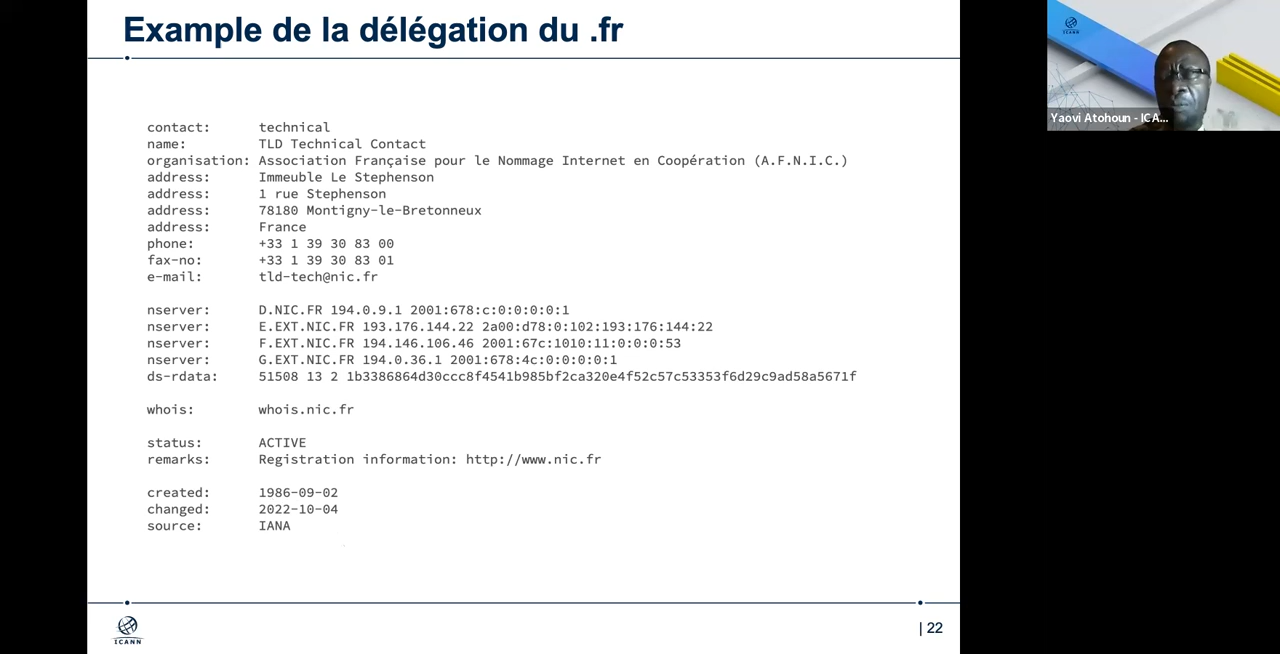 Example de la délégation du .fr
contact: technical
name: TLD Technical Contact
organisation: Association Française pour le Nommage Internet en Coopération (A.F.N.I.C.)
address: Immeuble Le Stephenson
address: 1 rue Stephenson
address: 78180 Montigny-le-Bretonneux
address: France
phone: +33 1 39 30 83 00
fax-no: +33 1 39 30 83 01
e-mail: tld-tech@nic.fr
nserver: D.NIC.FR 194.0.9.1 2001:678:c:0:0:0:0:1
nserver: E.EXT.NIC.FR 193.176.144.22 2a00:d78:0:102:193:176:144:22
nserver: F.EXT.NIC.FR 194.146.106.46 2001:67c:1010:11:0:0:0:53
nserver: G.EXT.NIC.FR 194.0.36.1 2001:678:4c:0:0:0:0:1
ds-rdata: 51508 13 2 1b3386864d30ccc8f4541b985bf2ca320e4f52c57c53353f6d29c9ad58a5671f
whois: whois.nic.fr
status: ACTIVE
remarks: Registration information: http://www.nic.fr
created: 1986-09-02
changed: 2022-10-04
source: IANA
ICANN
| 22
ICANN
Yaovi Atohoun - ICA...